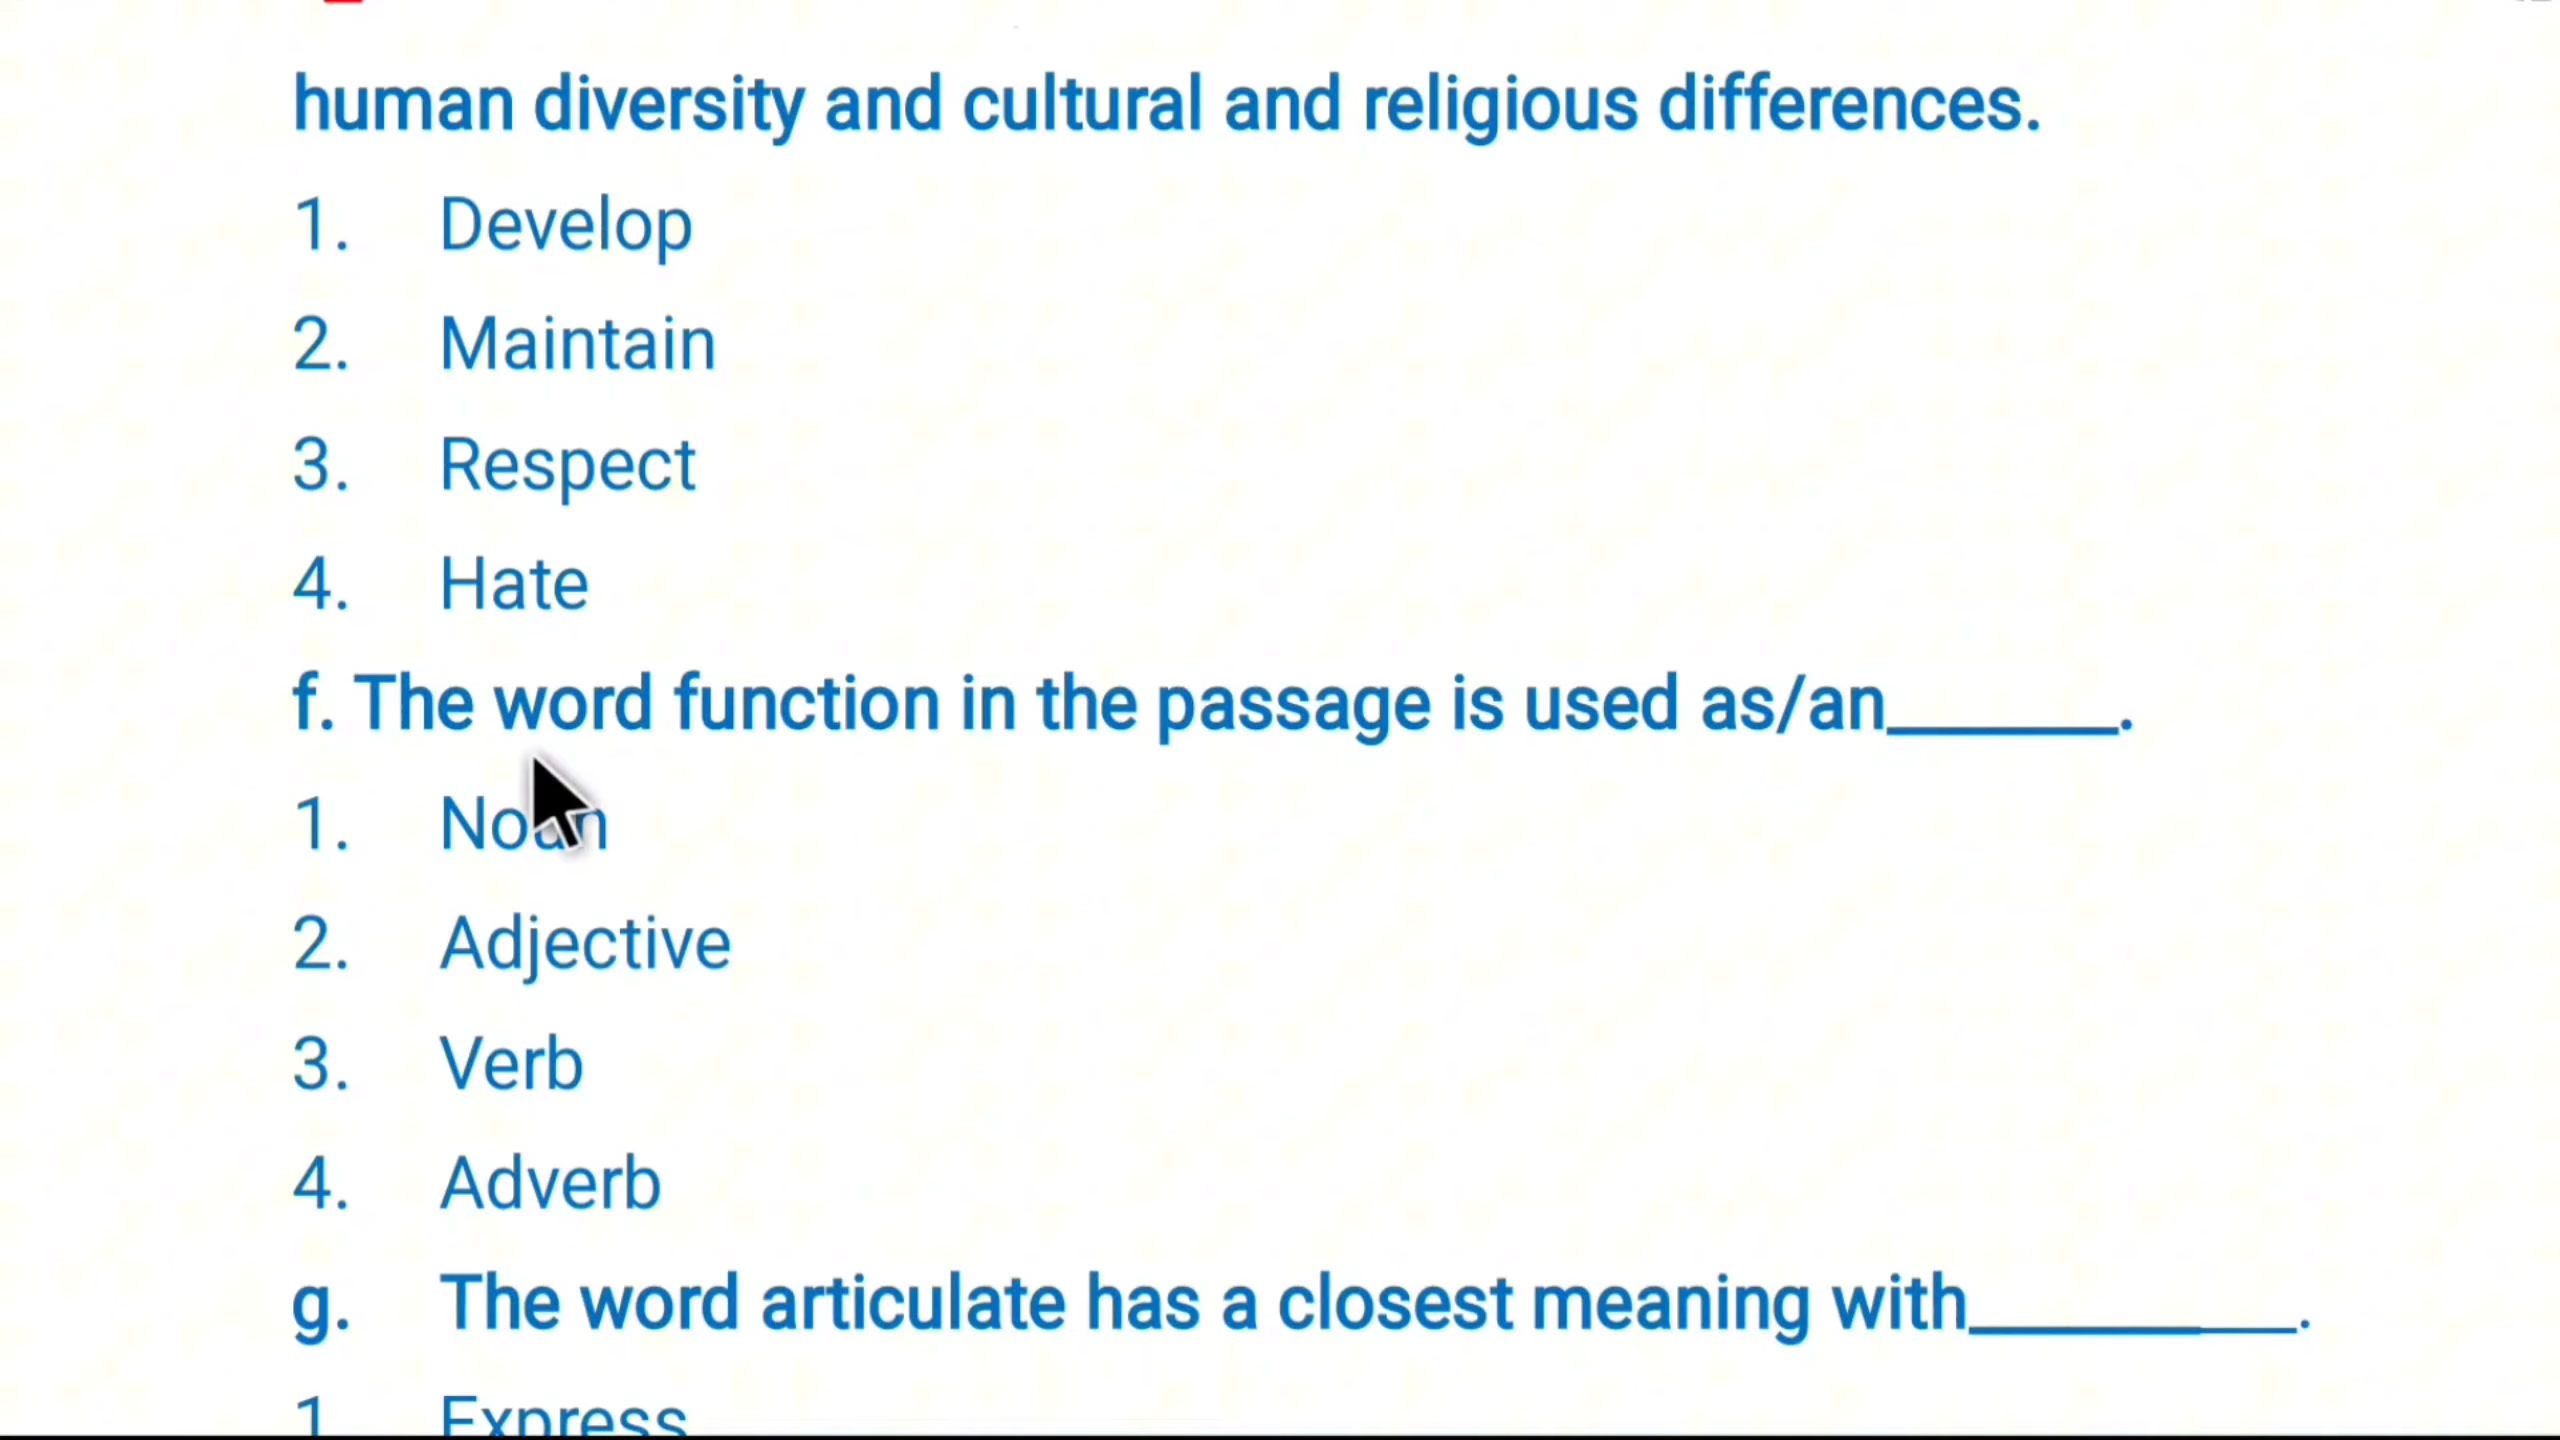 human diversity and cultural and religious differences.
1. Develop
2. Maintain
3. Respect
4. Hate
f. The word function in the passage is used as/an______.
1. Noun
2. Adjective
3. Verb
4. Adverb
g. The word articulate has a closest meaning with________.
1 Express